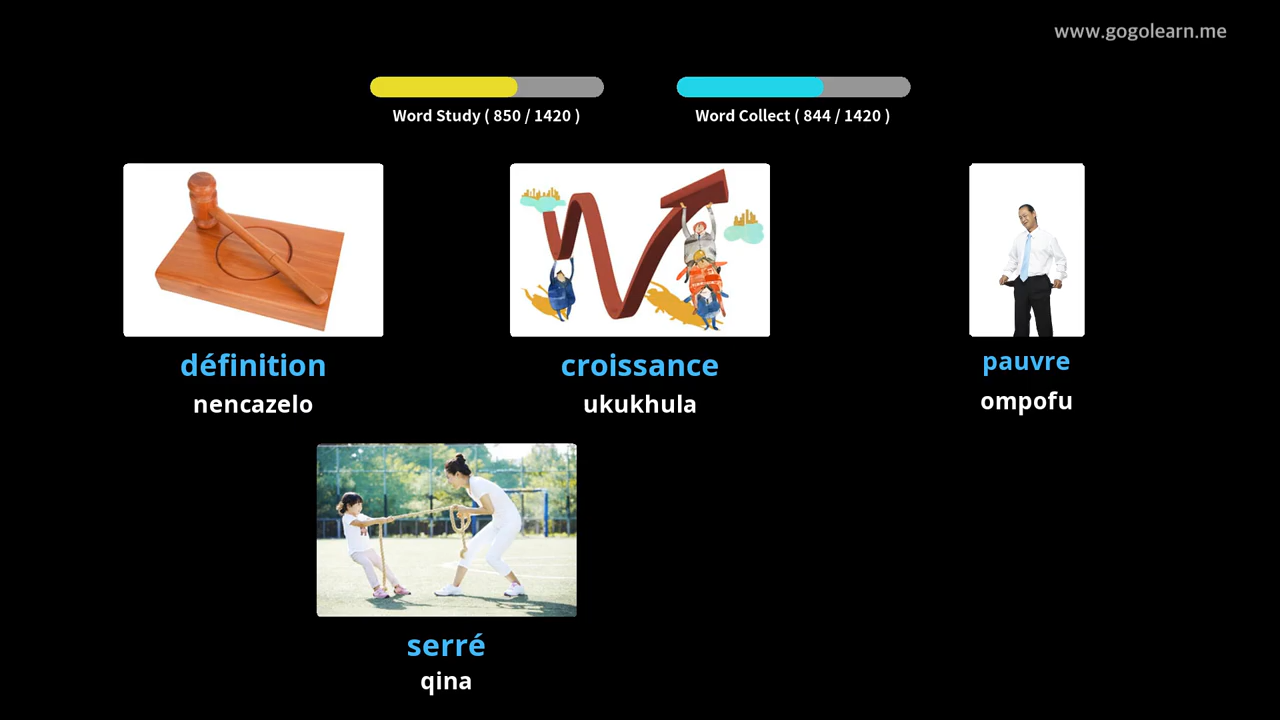 www.gogolearn.me
Word Study ( 850 / 1420 )
Word Collect ( 844 / 1420 )
définition
nencazelo
croissance
ukukhula
pauvre
ompofu
serré
qina